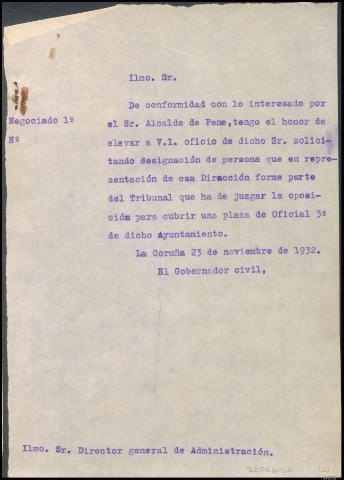 Ilmo. Sr.
De conformidad con lo interesado por
Negociado 1º
el Sr. Alcalde de Fene,tengo el honor de
Nº
elevar a V.I. oficio de dicho Sr. solici-
tando designación de persona que en repre-
sentación de esa Dirección forme parte
del Tribunal que ha de juzgar la oposi-
ción para cubrir una plaza de Oficial 3º
de dicho Ayuntamiento.
La Coruña 23 de noviembre de 1932.
El Gobernador civil,
Ilmo. Sr. Director general de Administración.